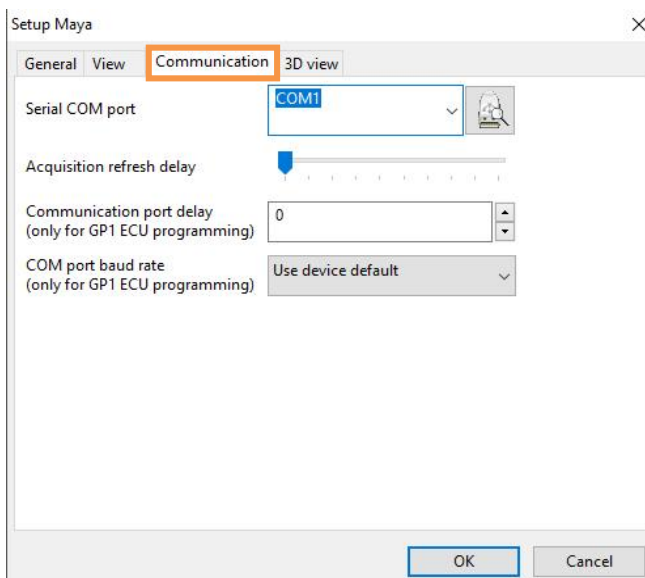 Setup Maya
General View Communication 3D view
Serial COM port COM1
Acquisition refresh delay
Communication port delay
(only for GP1 ECU programming) 0
COM port baud rate
(only for GP1 ECU programming) Use device default
OK Cancel